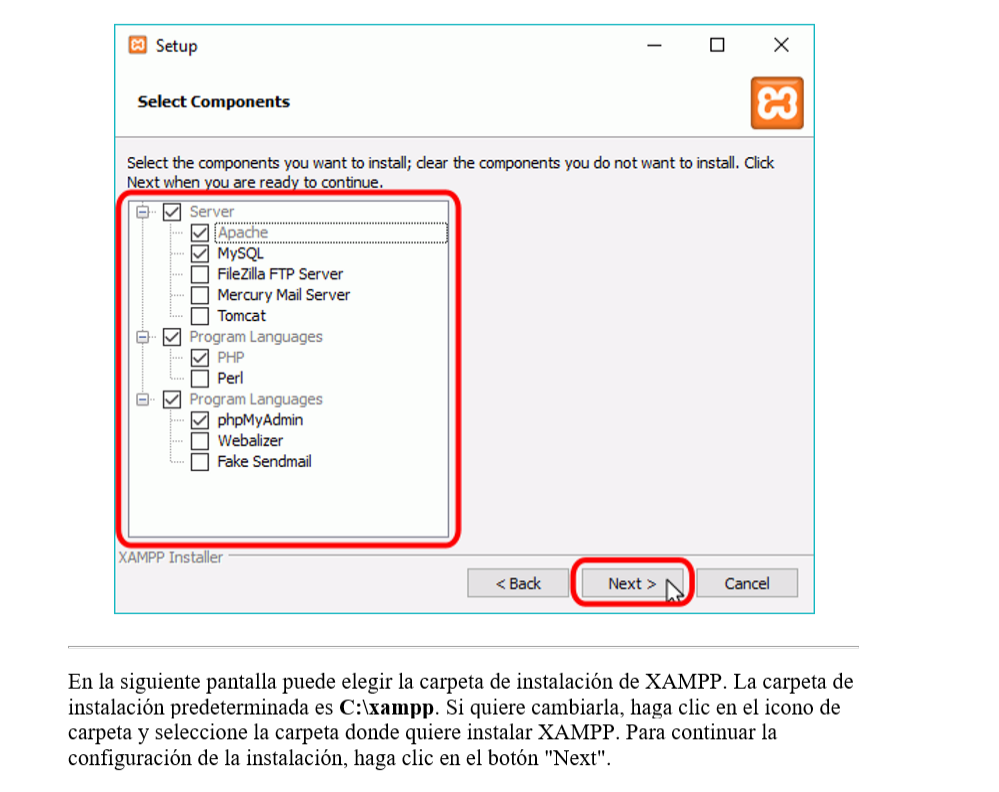 Setup
Select Components
Select the components you want to install; clear the components you do not want to install. Click
Next when you are ready to continue.
Server
Apache
MySQL
FileZilla FTP Server
Mercury Mail Server
Tomcat
Program Languages
PHP
Perl
Program Languages
phpMyAdmin
Webalizer
Fake Sendmail
XAMPP Installer
< Back
Next >
Cancel
En la siguiente pantalla puede elegir la carpeta de instalación de XAMPP. La carpeta de
instalación predeterminada es C:\xampp. Si quiere cambiarla, haga clic en el icono de
carpeta y seleccione la carpeta donde quiere instalar XAMPP. Para continuar la
configuración de la instalación, haga clic en el botón "Next".